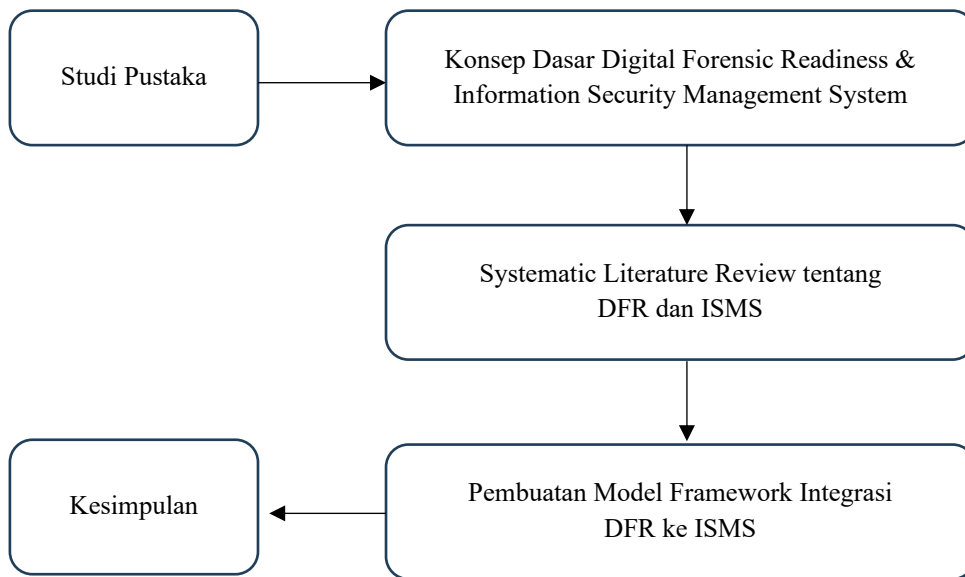 Studi Pustaka
Konsep Dasar Digital Forensic Readiness &
Information Security Management System
Systematic Literature Review tentang
DFR dan ISMS
Pembuatan Model Framework Integrasi
DFR ke ISMS
Kesimpulan